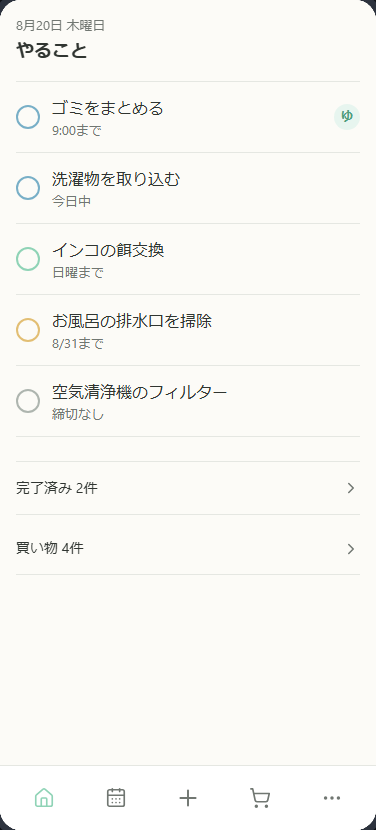 8月20日 木曜日
やること
ゴミをまとめる
ゆ
9:00まで
洗濯物を取り込む
今日中
インコの餌交換
日曜まで
お風呂の排水口を掃除
8/31まで
空気清浄機のフィルター
締切なし
完了済み 2件
買い物 4件